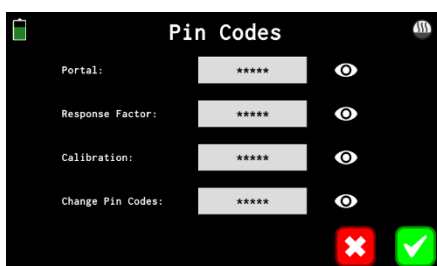 Pin Codes
Portal: *****
Response Factor: *****
Calibration: *****
Change Pin Codes: *****